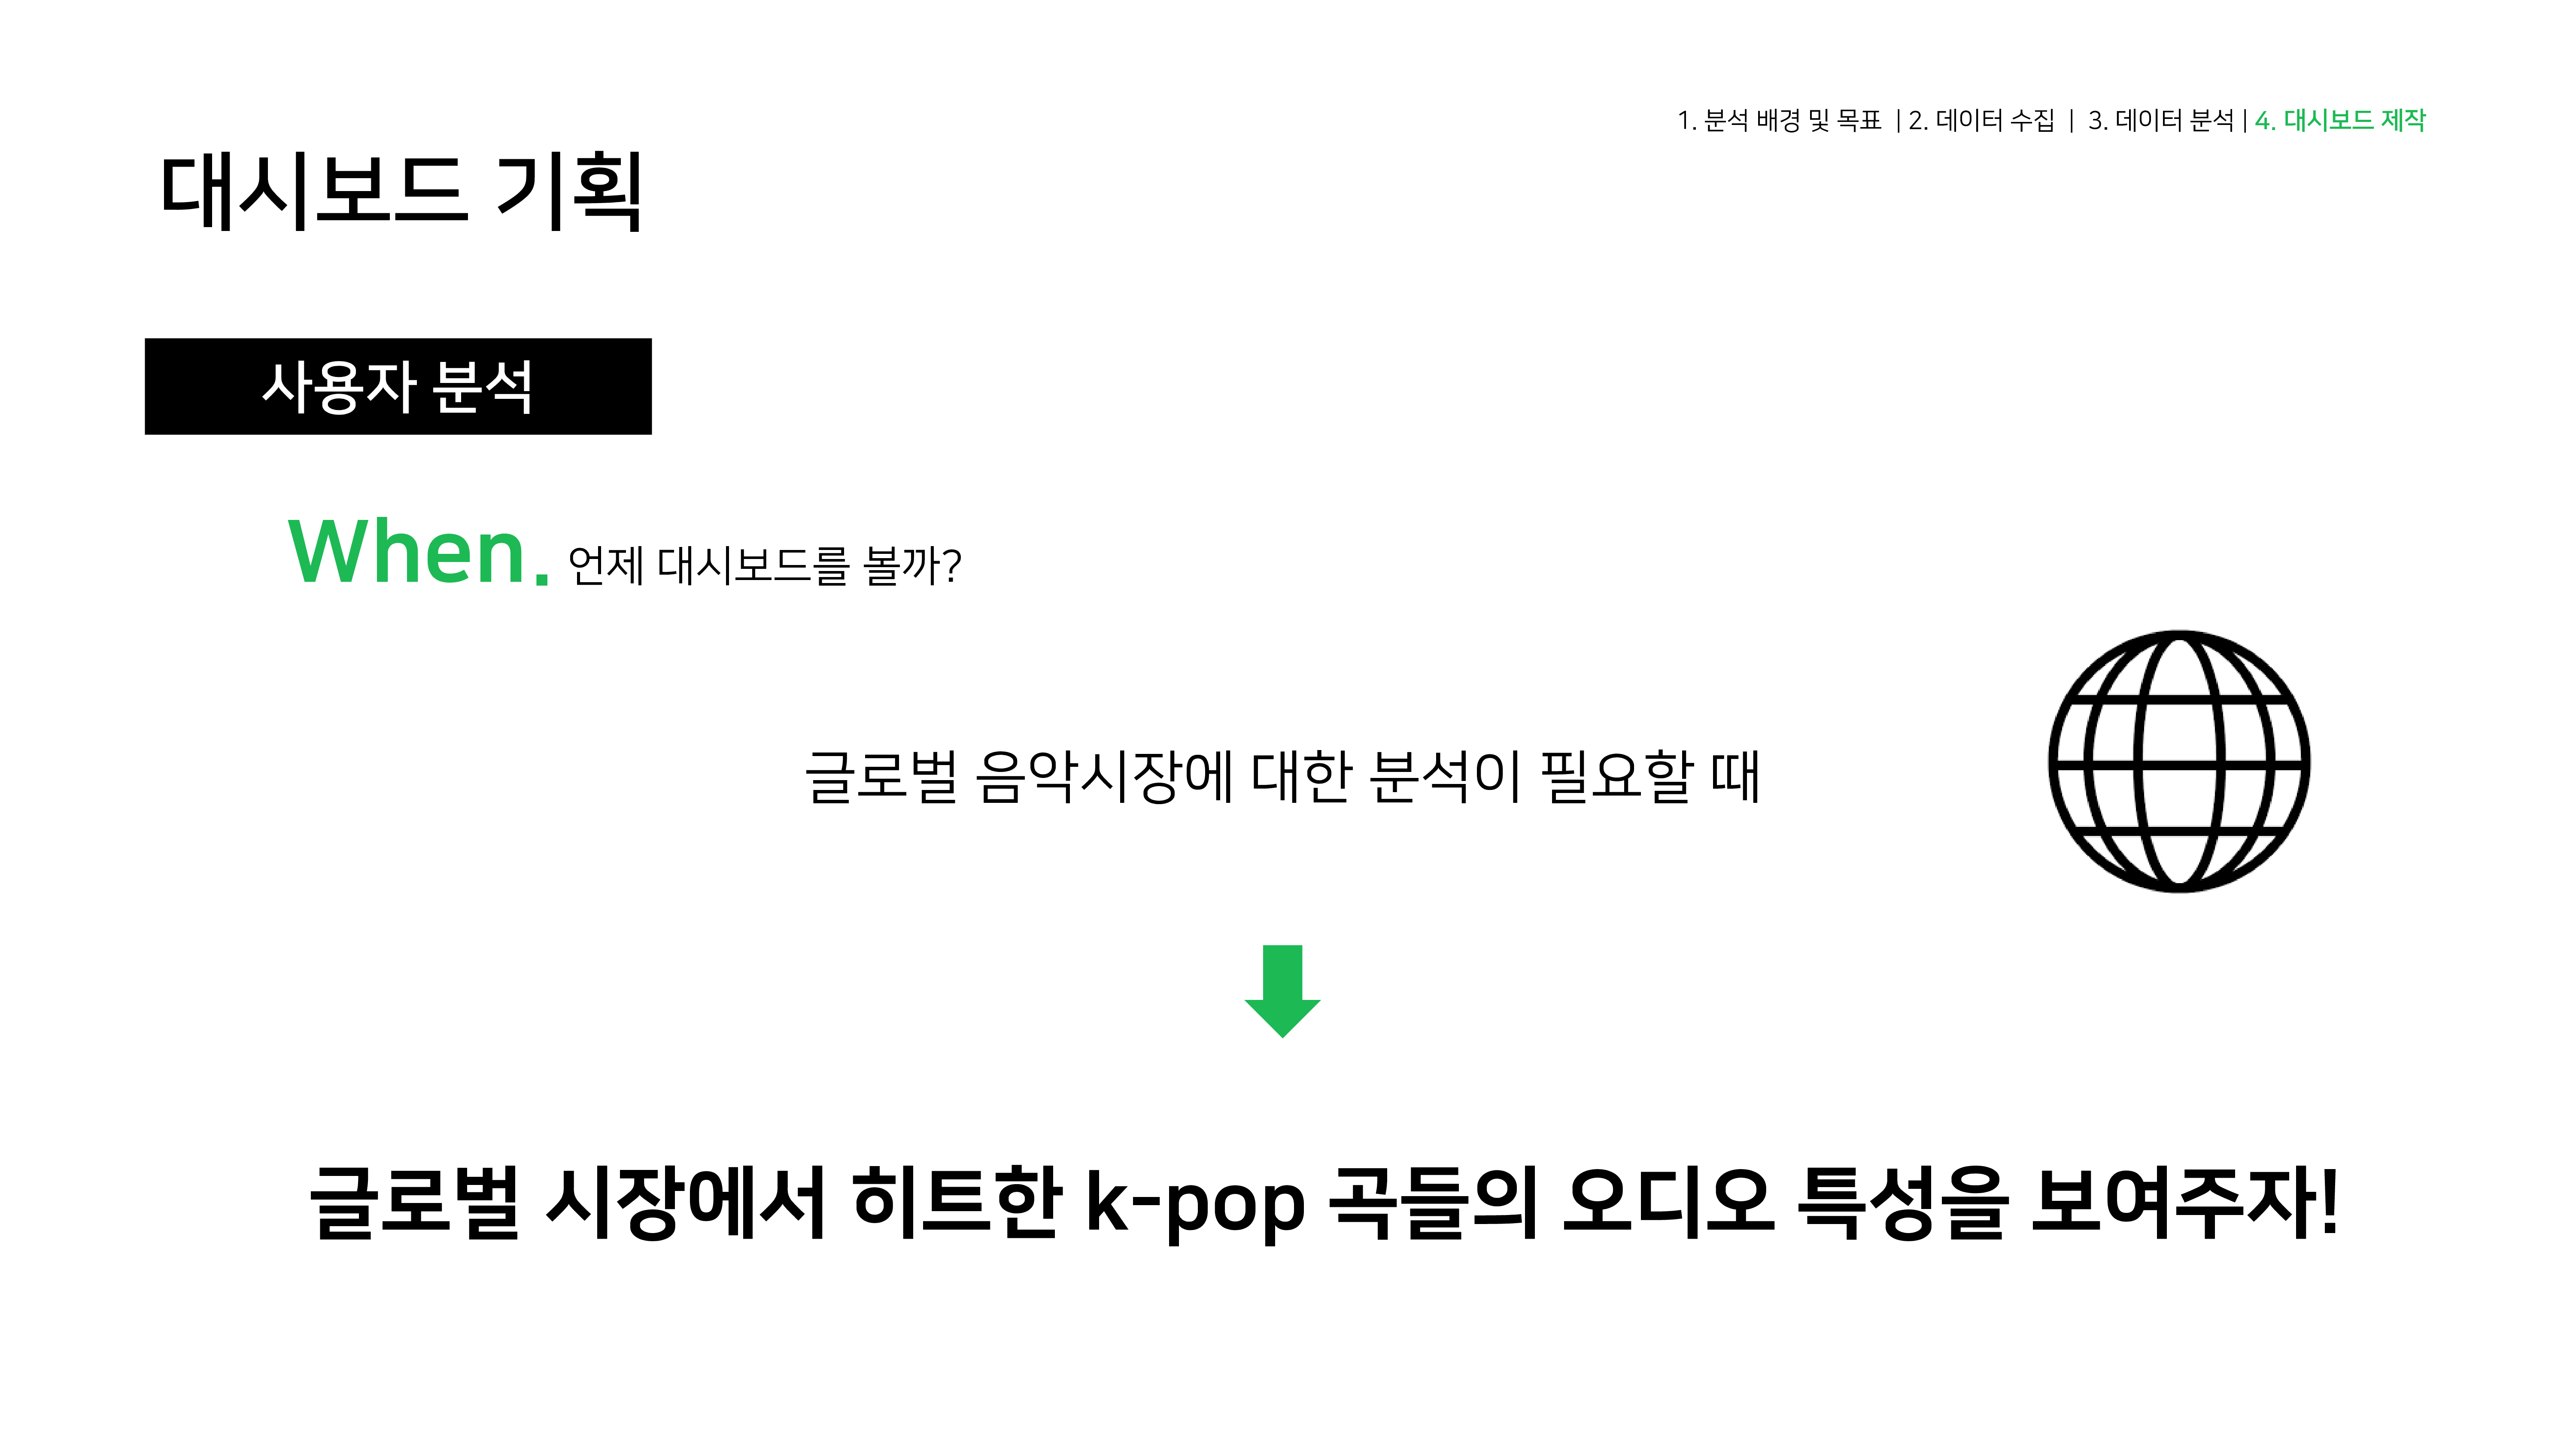 1. 분석 배경 및 목표 | 2. 데이터 수집 | 3. 데이터 분석 | 4. 대시보드 제작
대시보드 기획
사용자 분석
When. 언제 대시보드를 볼까?
글로벌 음악시장에 대한 분석이 필요할 때
글로벌 시장에서 히트한 k-pop 곡들의 오디오 특성을 보여주자!